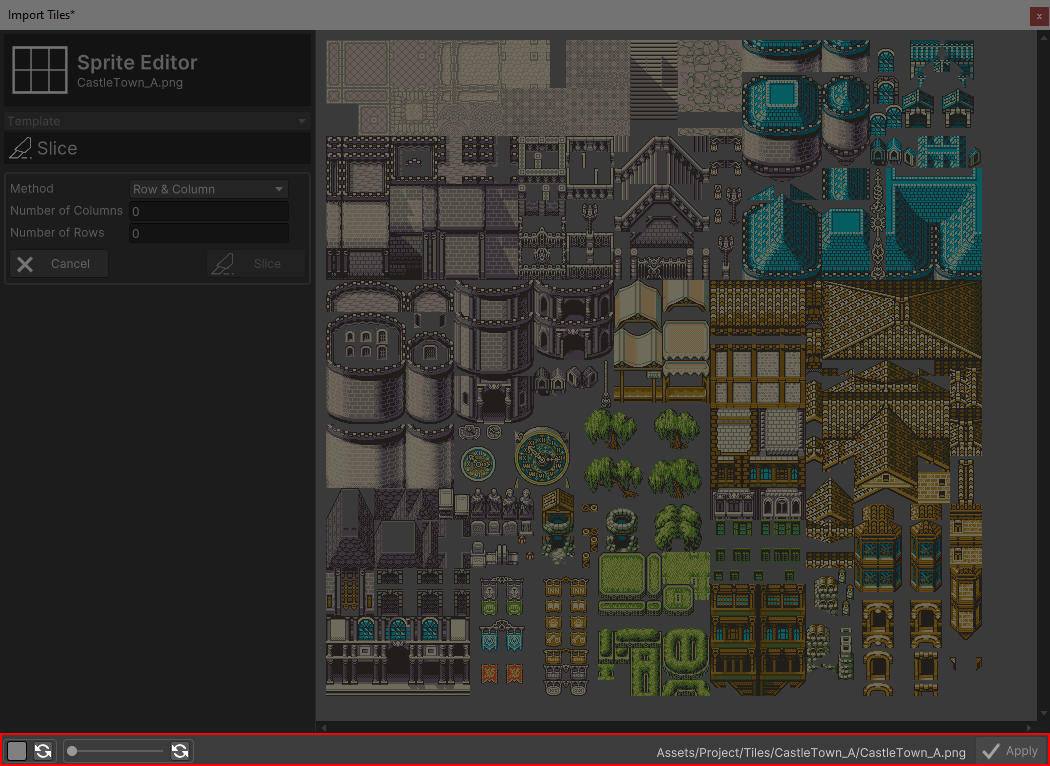 Import Tiles*
x
Sprite Editor
CastleTown_A.png
Template
Slice
Method Row & Column
Number of Columns 0
Number of Rows 0
Cancel Slice
Assets/Project/Tiles/CastleTown_A/CastleTown_A.png Apply